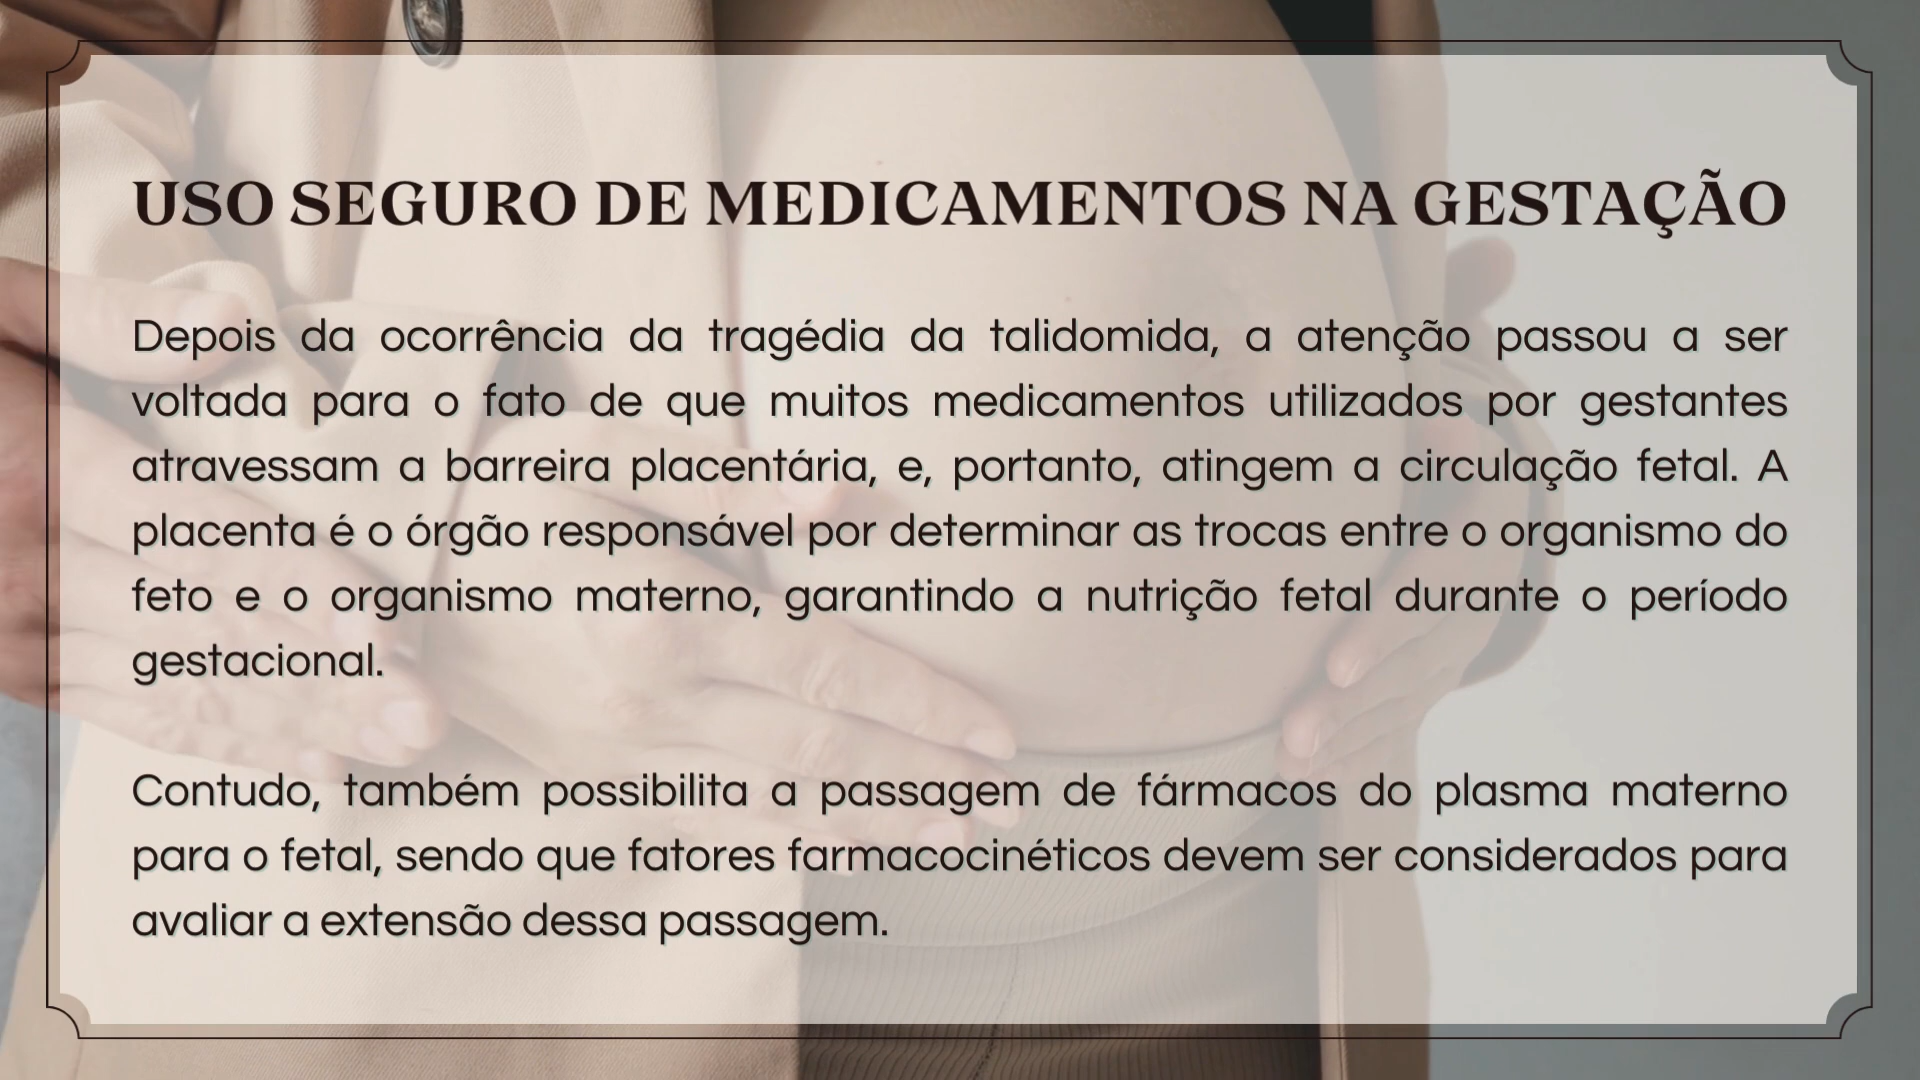 USO SEGURO DE MEDICAMENTOS NA GESTAÇÃO
Depois da ocorrência da tragédia da talidomida, a atenção passou a ser
voltada para o fato de que muitos medicamentos utilizados por gestantes
atravessam a barreira placentária, e, portanto, atingem a circulação fetal. A
placenta é o órgão responsável por determinar as trocas entre o organismo do
feto e o organismo materno, garantindo a nutrição fetal durante o período
gestacional.
Contudo, também possibilita a passagem de fármacos do plasma materno
para o fetal, sendo que fatores farmacocinéticos devem ser considerados para
avaliar a extensão dessa passagem.